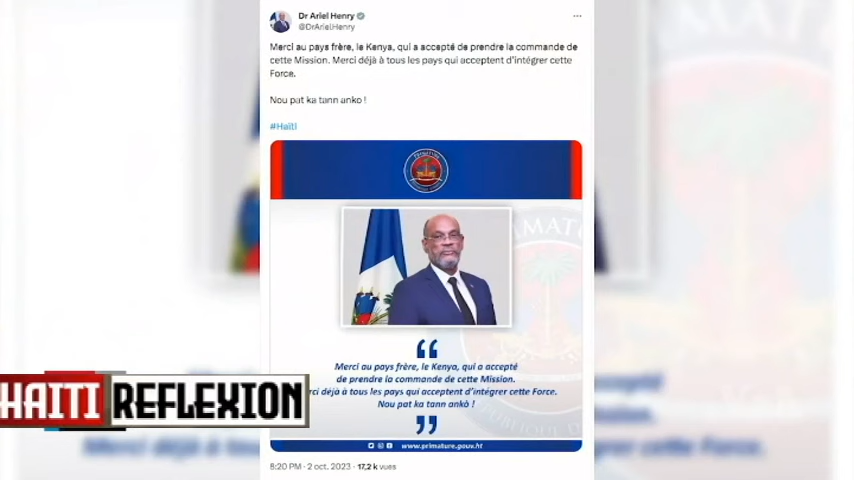 Dr Ariel Henry
@DrArielHenry
Merci au pays frère, le Kenya, qui a accepté de prendre la commande de
cette Mission. Merci déjà à tous les pays qui acceptent d'intégrer cette
Force.
Nou pat ka tann anko !
#Haïti
PRIMATURE
“
Merci au pays frère, le Kenya, qui a accepté
de prendre la commande de cette Mission.
ci déjà à tous les pays qui acceptent d'intégrer cette Force.
Nou pat ka tann ankò !
”
www.primature.gouv.ht
8:20 PM · 2 oct. 2023 · 17,2 k vues
HAITI REFLEXION